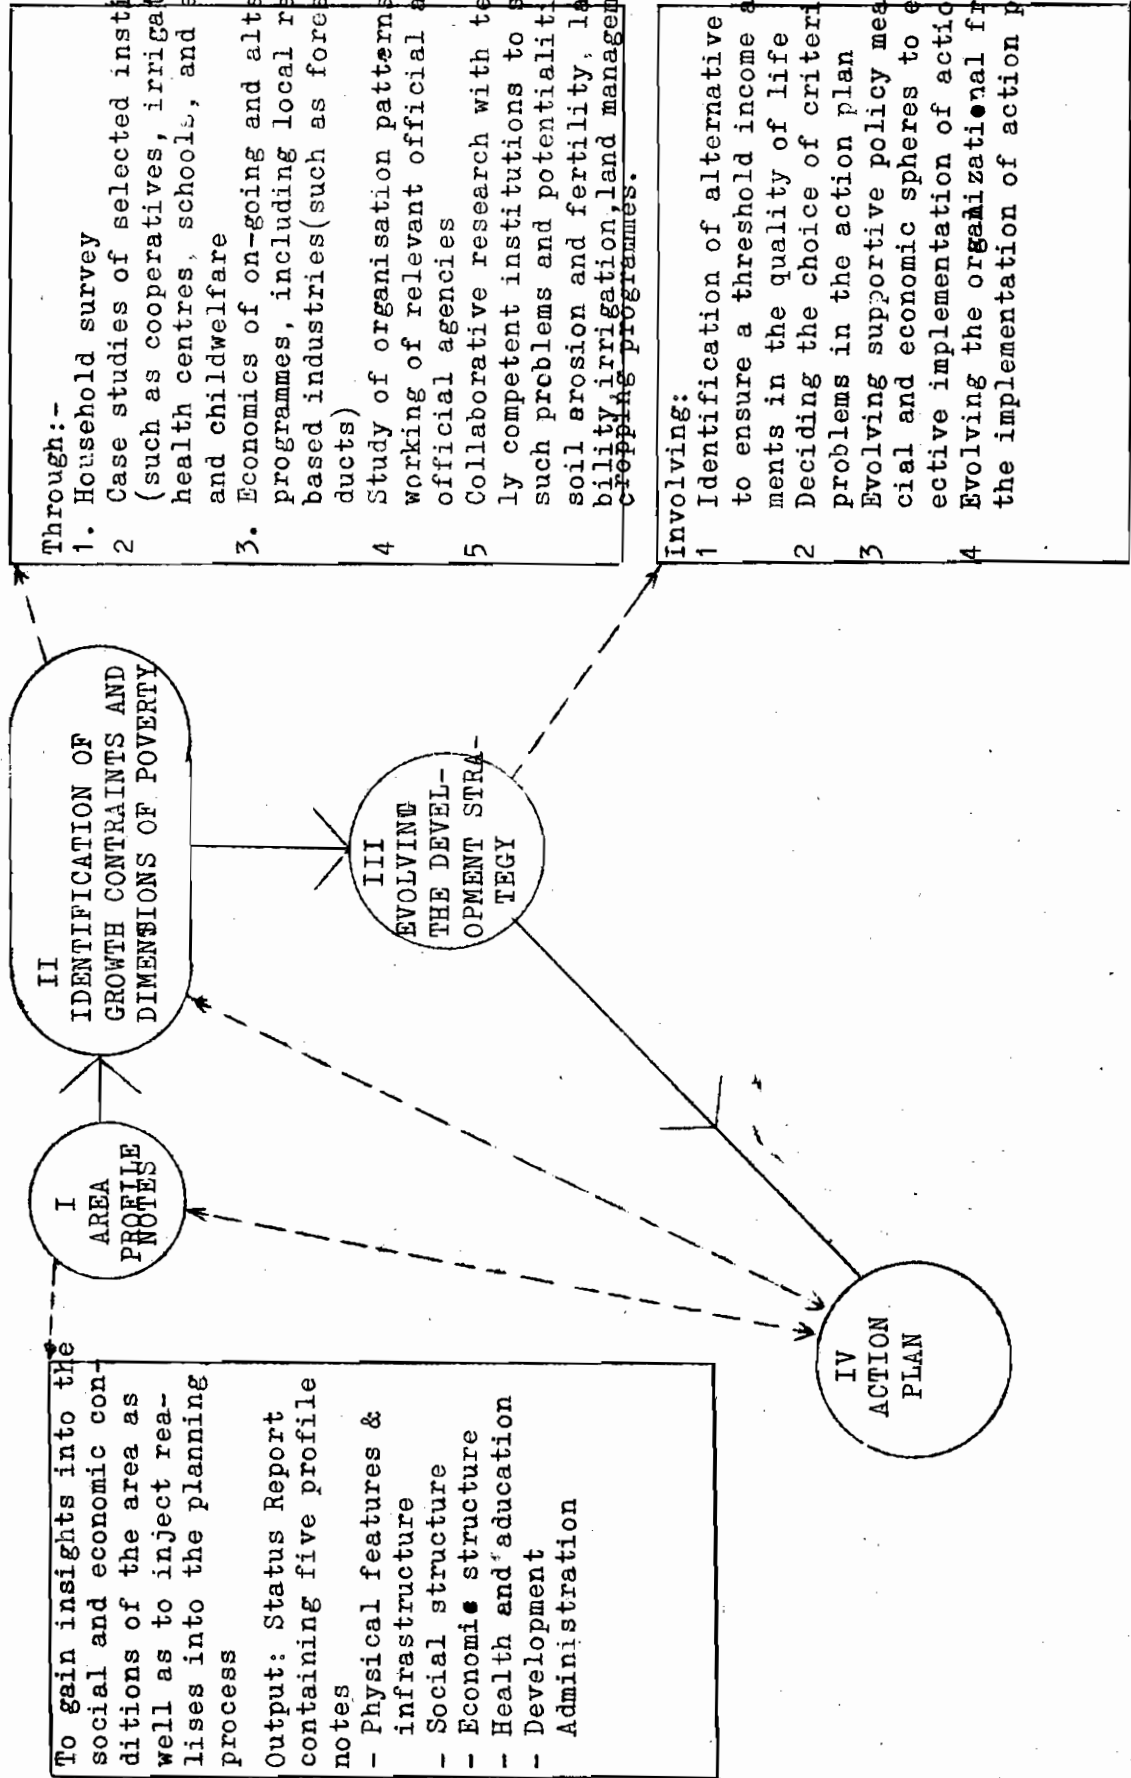 To gain insights into the
social and economic con-
ditions of the area as
well as to inject rea-
lises into the planning
process
Output: Status Report
containing five profile
notes
- Physical features &
infrastructure
- Social structure
- Economic structure
- Health and aducation
- Development
Administration
I
AREA
PROFILE
NOTES
II
IDENTIFICATION OF
GROWTH CONTRAINTS AND
DIMENSIONS OF POVERTY
III
EVOLVING
THE DEVEL-
OPMENT STRA-
TEGY
IV
ACTION
PLAN
Through:-
1. Household survey
2 Case studies of selected insti
(such as cooperatives, irrigat
health centres, schools, and
and childwelfare
3. Economics of on-going and alt
programmes, including local r
based industries(such as fores
ducts)
4 Study of organisation patterns
working of relevant official a
official agencies
5 Collaborative research with te
ly competent institutions to s
such problems and potentialiti
soil arosion and fertility, la
bility,irrigation,land managem
cropping programmes.
Involving:
1 Identification of alternative
to ensure a threshold income a
ments in the quality of life
2 Deciding the choice of criteri
problems in the action plan
3 Evolving supportive policy mea
cial and economic spheres to e
ective implementation of actio
4 Evolving the organizational fr
the implementation of action p